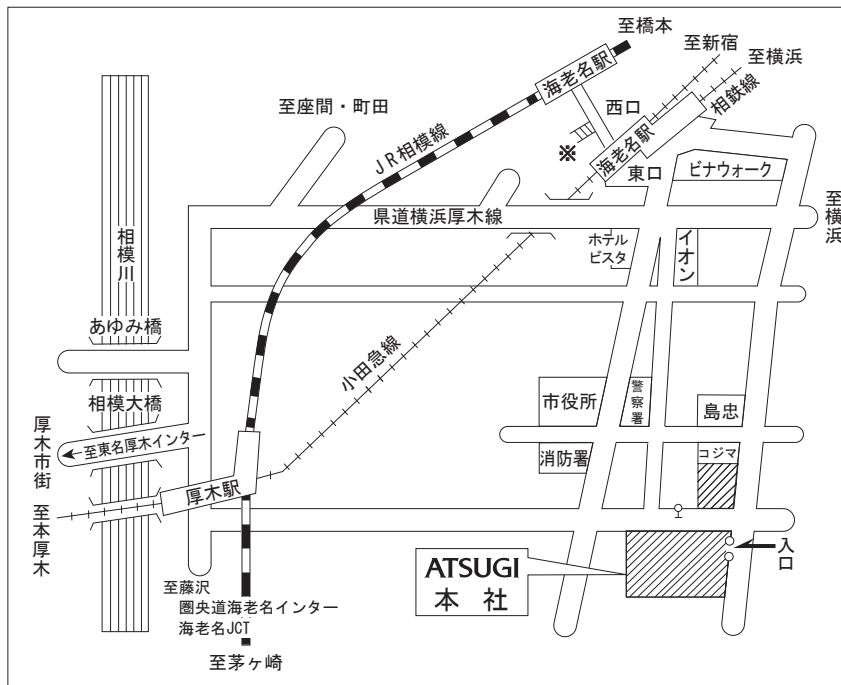 至橋本
至新宿
至横浜
海老名駅
相鉄線
西口
至座間・町田
JR相模線
※
海老名駅
東口
ビナウォーク
至横浜
県道横浜厚木線
相模川
ホテル
ビスタ
イオン
あゆみ橋
小田急線
相模大橋
市役所
警察署
島忠
厚木市街
至東名厚木インター
消防署
コジマ
厚木駅
至本厚木
入口
ATSUGI
本 社
至藤沢
圏央道海老名インター
海老名JCT
至茅ヶ崎